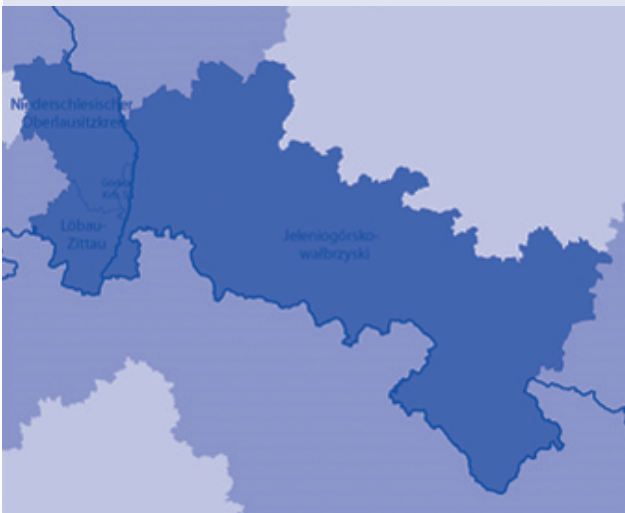 Niederschlesischer
Oberlausitzkreis
Löbau-
Zittau
Jeleniogórsko-
wałbrzyski